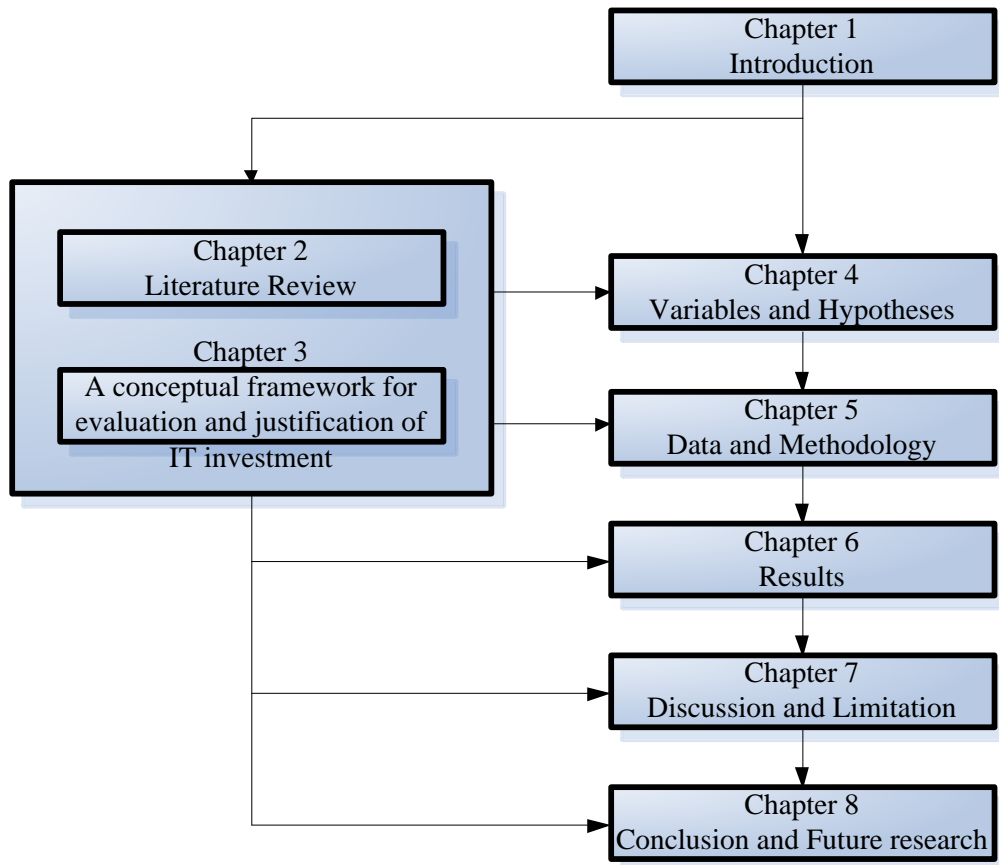 Chapter 1
Introduction
Chapter 2
Literature Review
Chapter 3
A conceptual framework for
evaluation and justification of
IT investment
Chapter 4
Variables and Hypotheses
Chapter 5
Data and Methodology
Chapter 6
Results
Chapter 7
Discussion and Limitation
Chapter 8
Conclusion and Future research